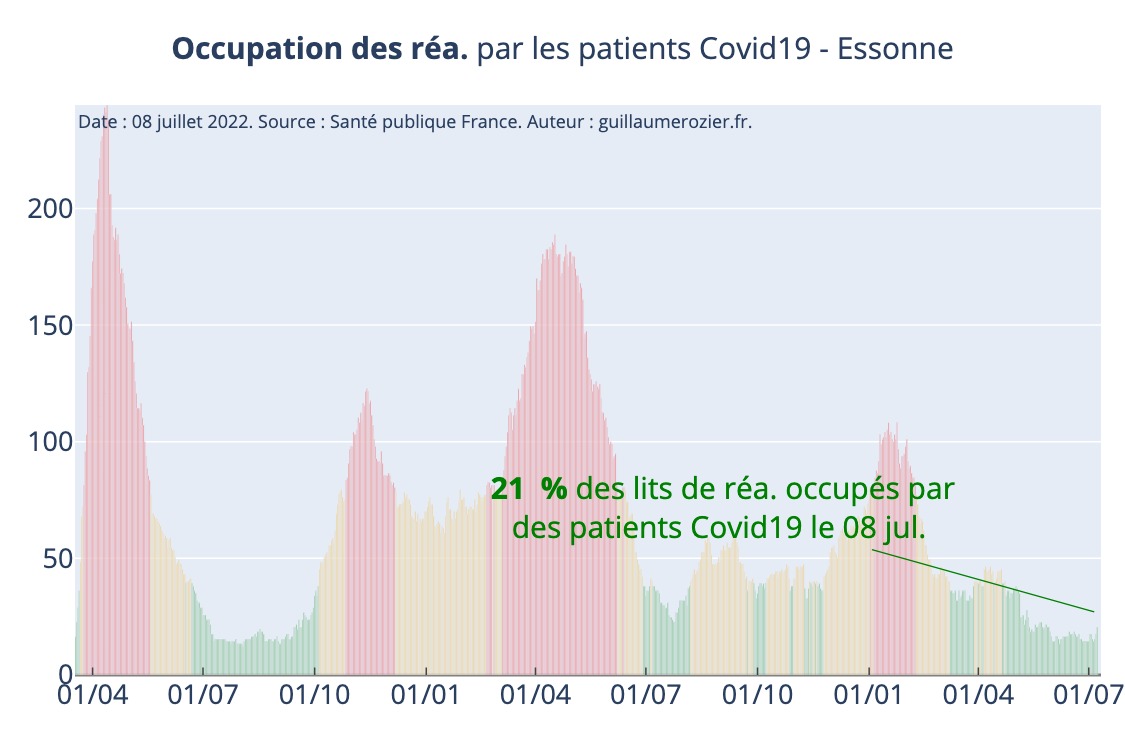 Occupation des réa. par les patients Covid19 - Essonne
Date : 08 juillet 2022. Source : Santé publique France. Auteur : guillaumerozier.fr.
200
150
100
21 % des lits de réa. occupés par
des patients Covid19 le 08 jul.
50
0
01/04 01/07 01/10 01/01 01/04 01/07 01/10 01/01 01/04 01/07